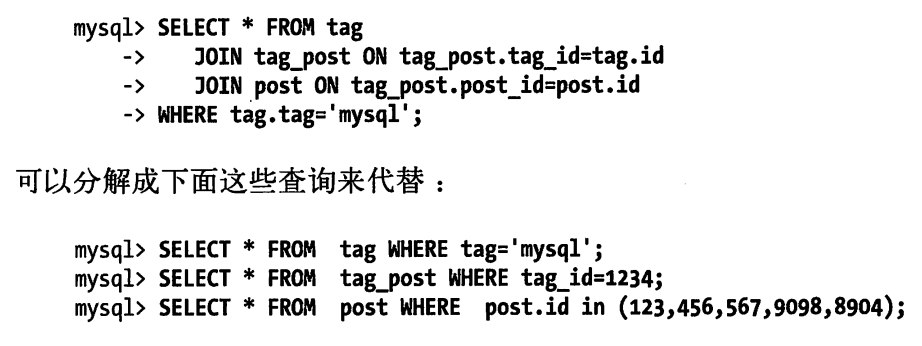 mysql> SELECT * FROM tag
-> JOIN tag_post ON tag_post.tag_id=tag.id
-> JOIN post ON tag_post.post_id=post.id
-> WHERE tag.tag='mysql';
可以分解成下面这些查询来代替：
mysql> SELECT * FROM tag WHERE tag='mysql';
mysql> SELECT * FROM tag_post WHERE tag_id=1234;
mysql> SELECT * FROM post WHERE post.id in (123,456,567,9098,8904);